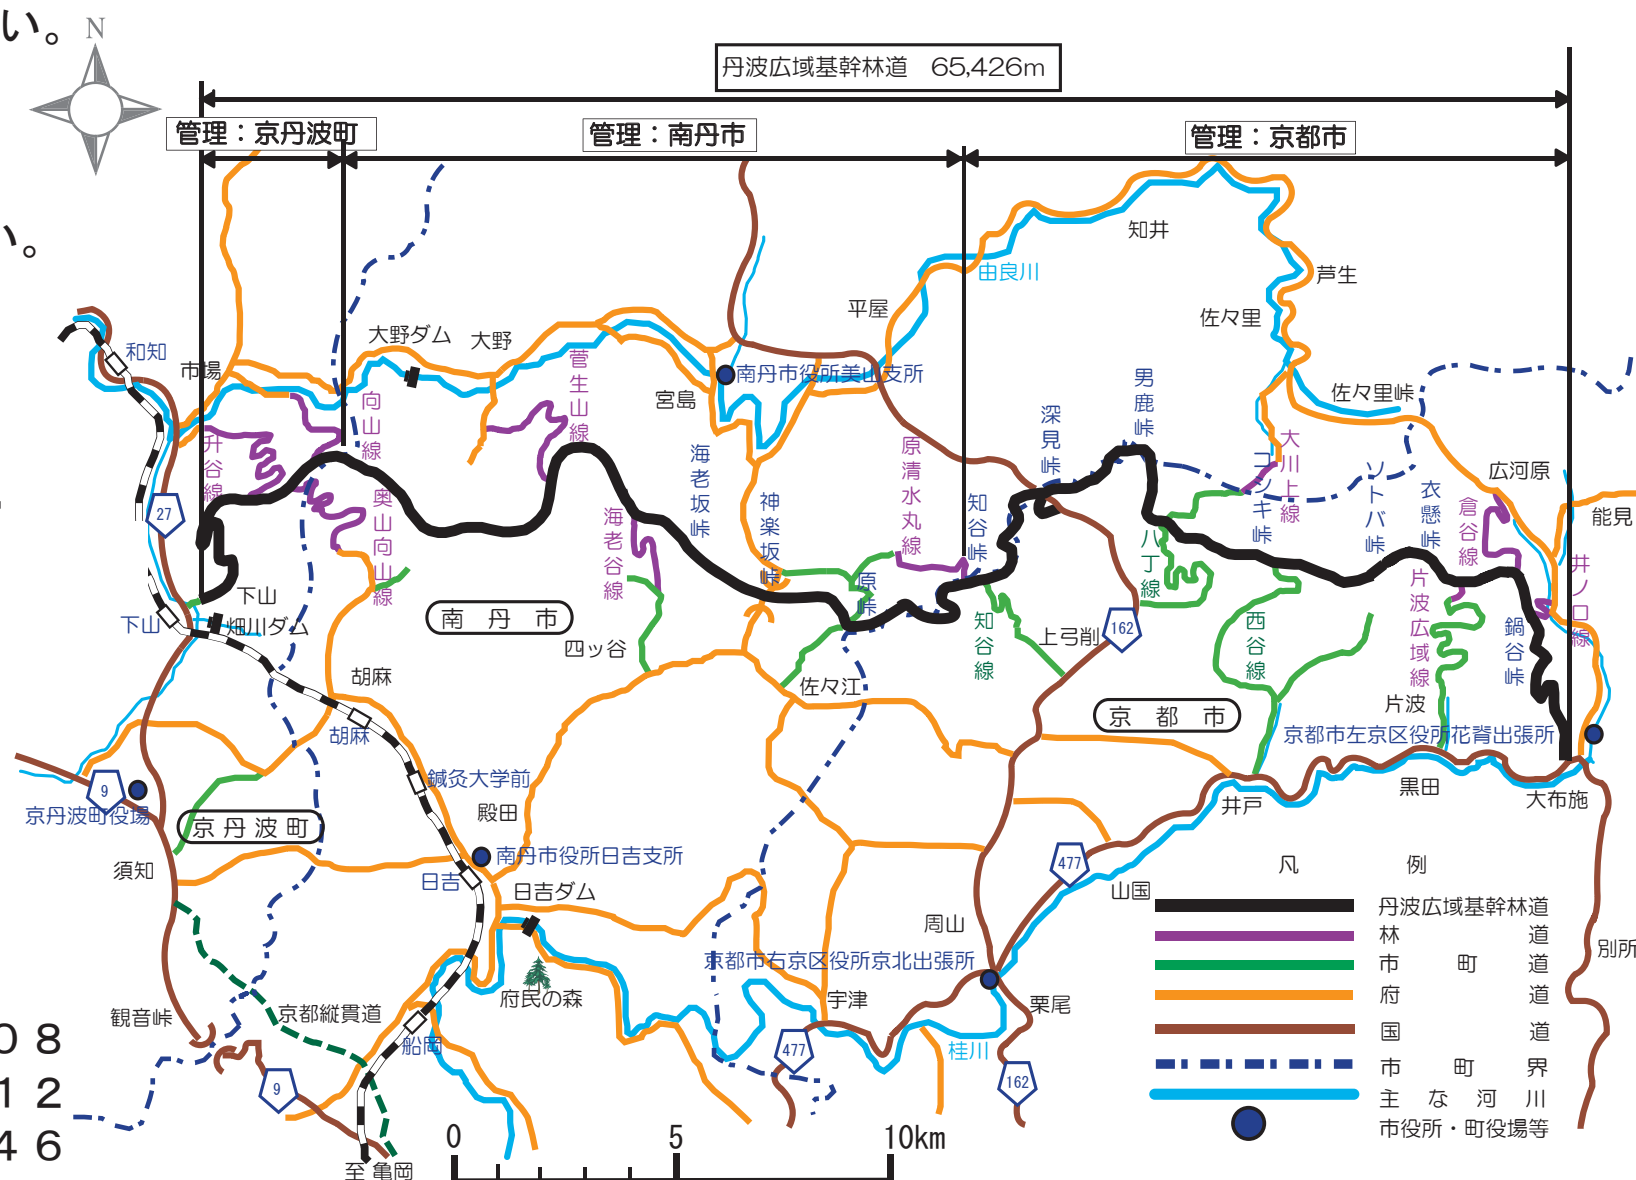 い。
N
丹波広域基幹林道　65,426m
管理：京丹波町
管理：南丹市
管理：京都市
い。
知井
由良川
芦生
平屋
佐々里
大野ダム
大野
和知
市場
菅生山線
南丹市役所美山支所
宮島
男鹿峠
佐々里峠
向山線
深見峠
升谷線
海老坂峠
原清水丸線
大川上線
コシキ峠
ソトバ峠
広河原
衣懸峠
倉谷線
能見
27
奥山向山線
神楽坂峠
知谷峠
海老谷線
八丁線
井ノ口線
原峠
片波広域線
下山
下山
畑川ダム
南丹市
四ッ谷
知谷線
上弓削
162
西谷線
鍋谷峠
胡麻
佐々江
片波
京都市
胡麻
京都市左京区役所花脊出張所
鍼灸大学前
9
京丹波町役場
京丹波町
殿田
井戸
黒田
大布施
南丹市役所日吉支所
須知
日吉
日吉ダム
477
山国
凡例
丹波広域基幹林道
林道
市町道
府道
国道
市町界
主な河川
市役所・町役場等
別所
周山
京都市右京区役所京北出張所
府民の森
宇津
栗尾
観音峠
京都縦貫道
船岡
477
桂川
162
9
０８
１２
４６
0
5
10km
至 亀岡